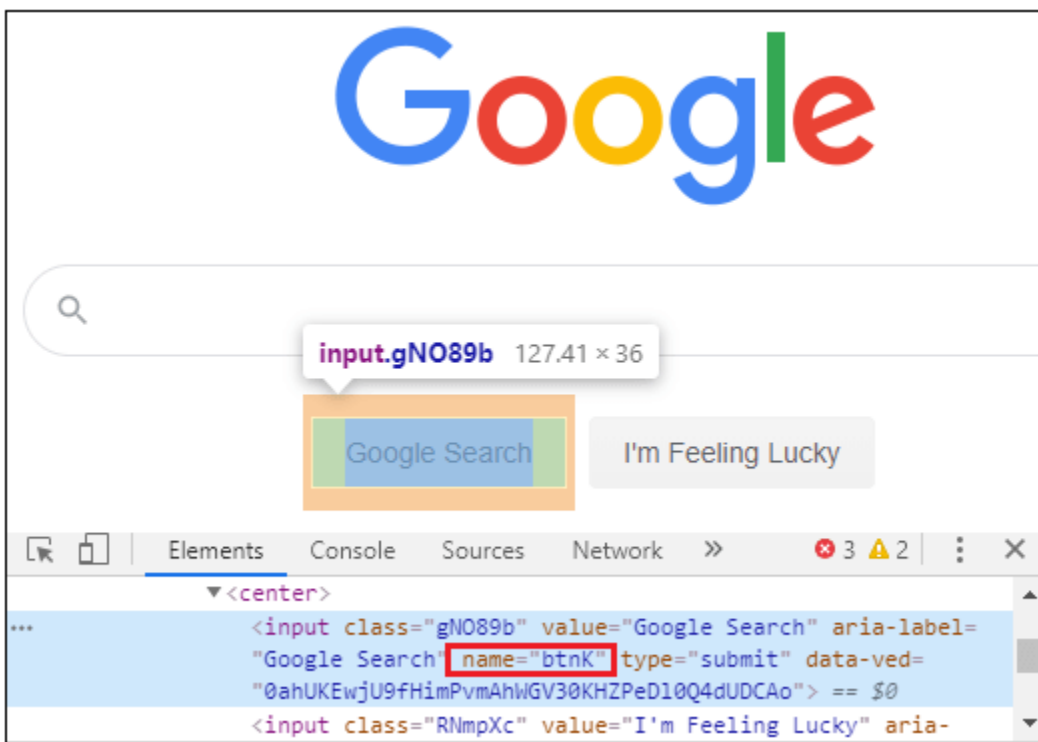 Google
input.gNO89b 127.41 × 36
Google Search I'm Feeling Lucky
Elements Console Sources Network » 3 2
▼<center>
<input class="gNO89b" value="Google Search" aria-label=
"Google Search" name="btnK" type="submit" data-ved=
"0ahUKEwjU9fHimPvmAhWGV30KHZPeDl0Q4dUDCAo"> == $0
<input class="RNmpXc" value="I'm Feeling Lucky" aria-